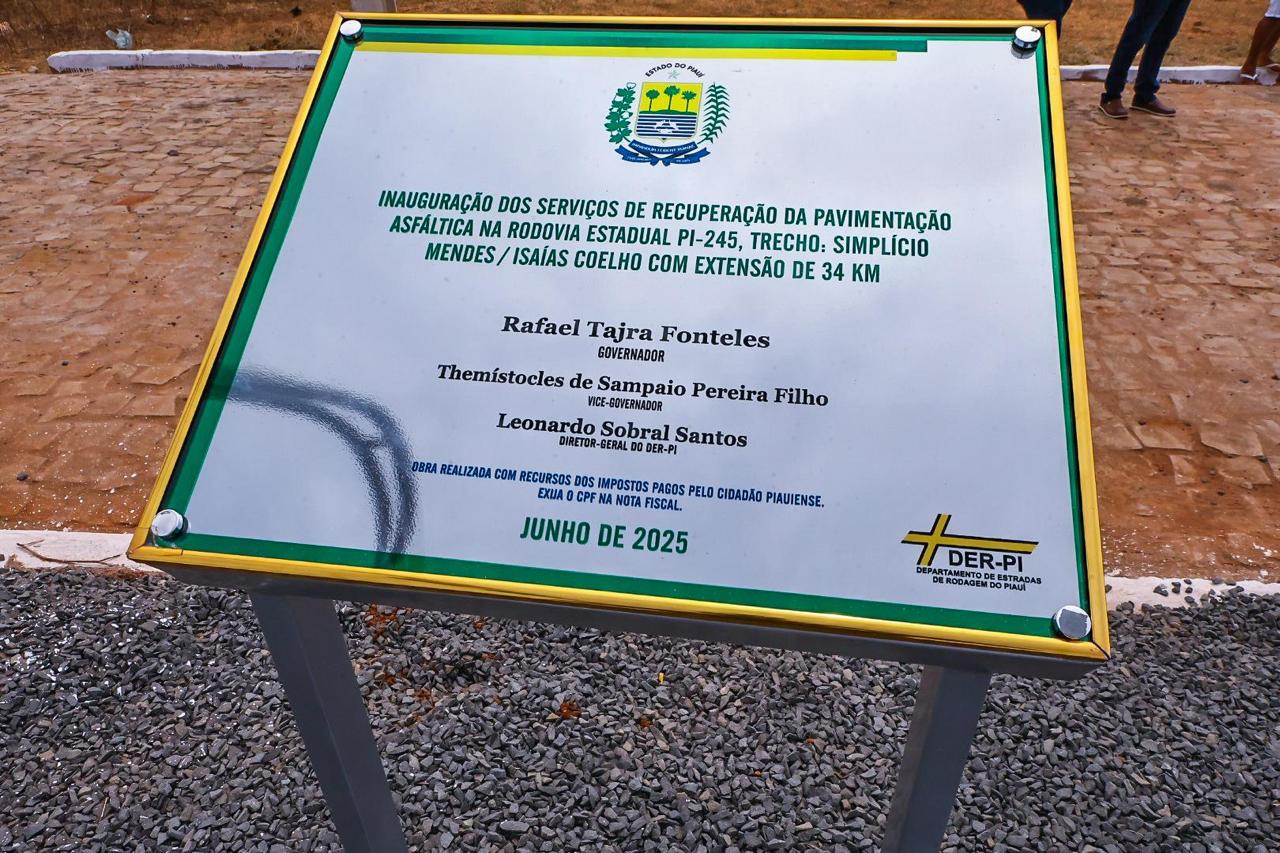 ESTADO DO PIAUÍ
INAUGURAÇÃO DOS SERVIÇOS DE RECUPERAÇÃO DA PAVIMENTAÇÃO
ASFÁLTICA NA RODOVIA ESTADUAL PI-245, TRECHO: SIMPLÍCIO
MENDES / ISAÍAS COELHO COM EXTENSÃO DE 34 KM
Rafael Tajra Fonteles
GOVERNADOR
Themístocles de Sampaio Pereira Filho
VICE-GOVERNADOR
Leonardo Sobral Santos
DIRETOR-GERAL DO DER-PI
OBRA REALIZADA COM RECURSOS DOS IMPOSTOS PAGOS PELO CIDADÃO PIAUIENSE.
EXIJA O CPF NA NOTA FISCAL.
JUNHO DE 2025
DER-PI
DEPARTAMENTO DE ESTRADAS
DE RODAGEM DO PIAUÍ